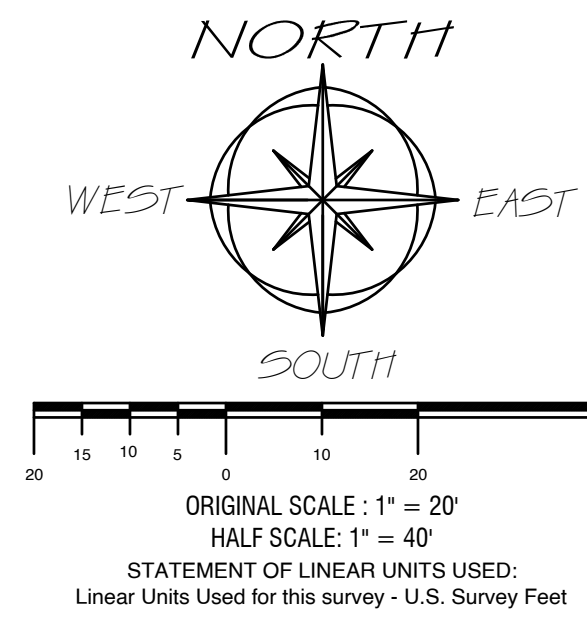 NORTH
WEST EAST
SOUTH
20 15 10 5 0 10 20
ORIGINAL SCALE : 1" = 20'
HALF SCALE: 1" = 40'
STATEMENT OF LINEAR UNITS USED:
Linear Units Used for this survey - U.S. Survey Feet